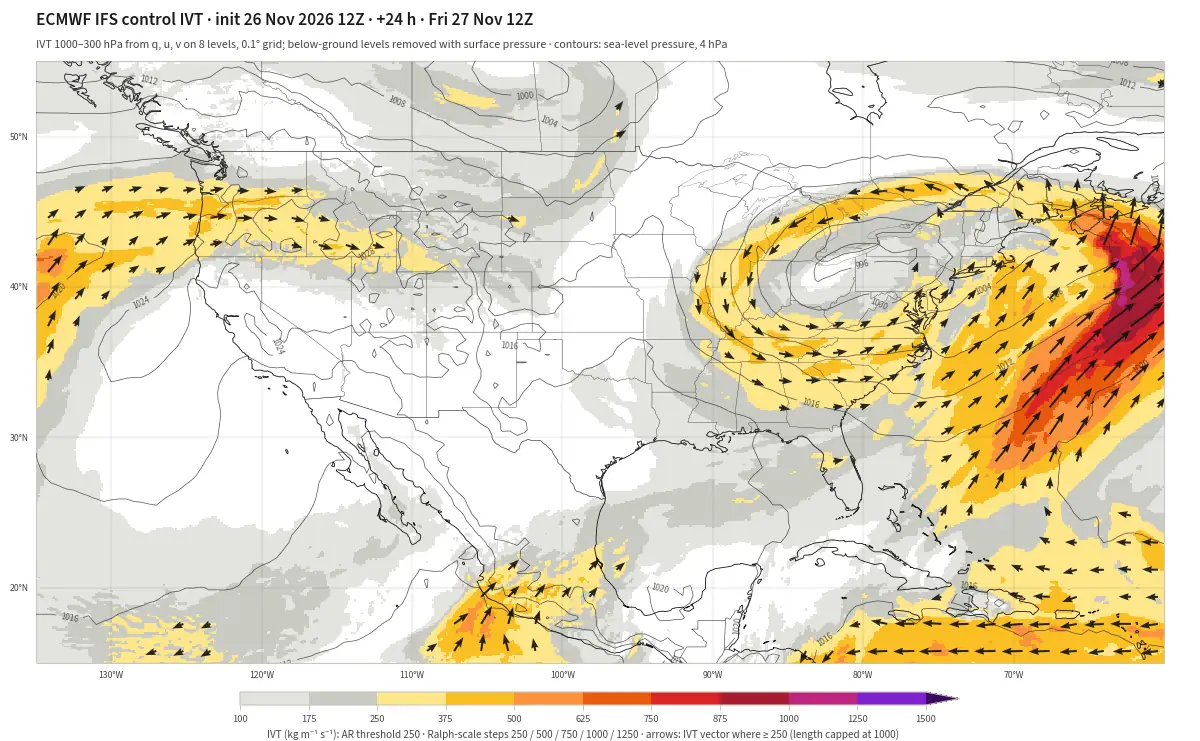 ECMWF IFS control IVT · init 26 Nov 2026 12Z · +24 h · Fri 27 Nov 12Z
IVT 1000–300 hPa from q, u, v on 8 levels, 0.1° grid; below-ground levels removed with surface pressure · contours: sea-level pressure, 4 hPa
1012
1008
1000
1004
1012
50°N
1028
996
1000
1004
1008
40°N
1020
1024
1024
1016
1012
1016
30°N
20°N
1016
1020
1016
1020
1016
130°W 120°W 110°W 100°W 90°W 80°W 70°W
100 175 250 375 500 625 750 875 1000 1250 1500
IVT (kg m⁻¹ s⁻¹): AR threshold 250 · Ralph-scale steps 250 / 500 / 750 / 1000 / 1250 · arrows: IVT vector where ≥ 250 (length capped at 1000)